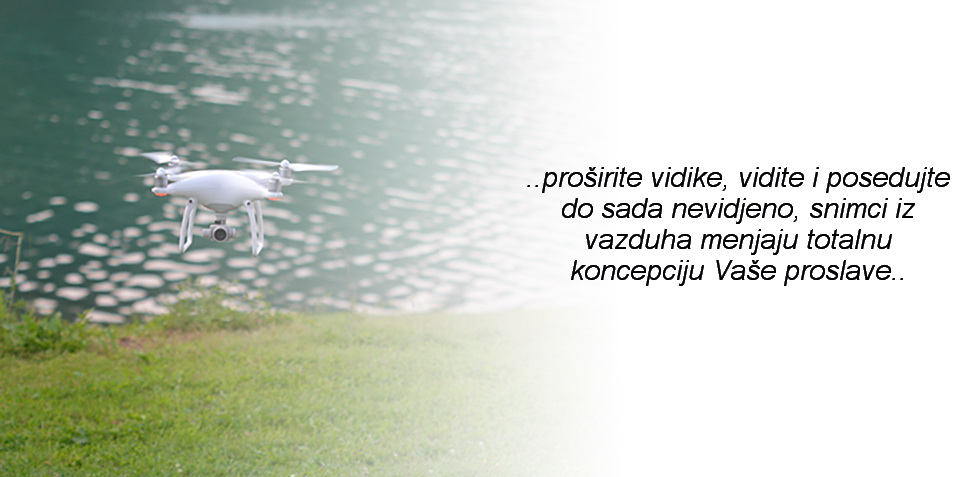 ..proširite vidike, vidite i posedujte
do sada nevidjeno, snimci iz
vazduha menjaju totalnu
koncepciju Vaše proslave..